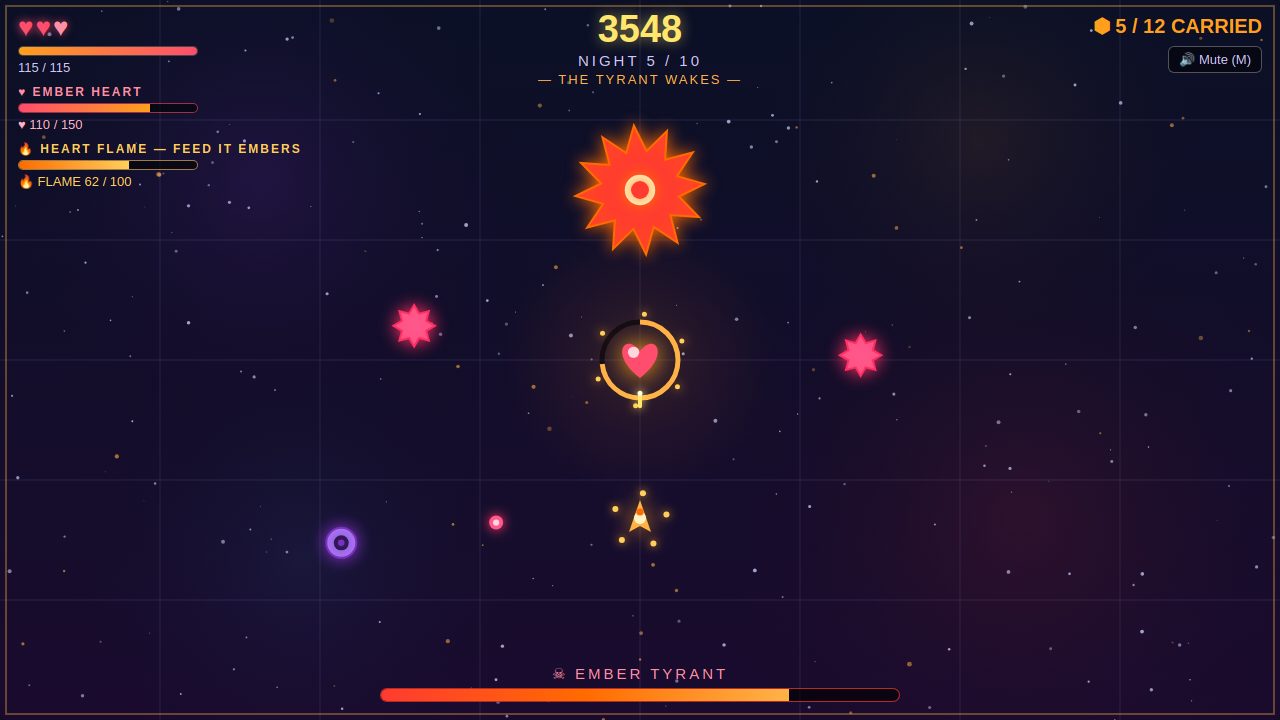 115 / 115
♥ EMBER HEART
♥ 110 / 150
🔥 HEART FLAME — FEED IT EMBERS
🔥 FLAME 62 / 100
3548
NIGHT 5 / 10
— THE TYRANT WAKES —
⬢ 5 / 12 CARRIED
🔊 Mute (M)
☠ EMBER TYRANT